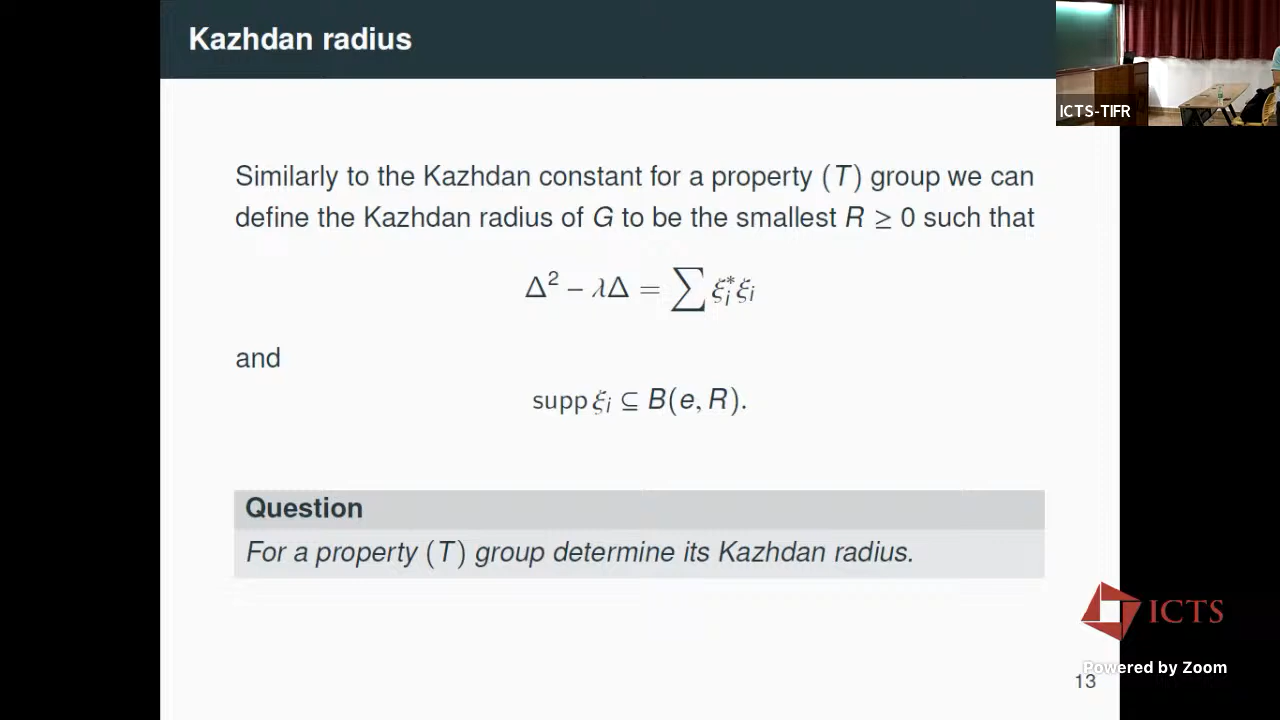 Kazhdan radius
ICTS-TIFR
Similarly to the Kazhdan constant for a property (T) group we can
define the Kazhdan radius of G to be the smallest R ≥ 0 such that
Δ² − λΔ = ∑ ξᵢ*ξᵢ
and
supp ξᵢ ⊆ B(e, R).
Question
For a property (T) group determine its Kazhdan radius.
ICTS
Powered by Zoom
13